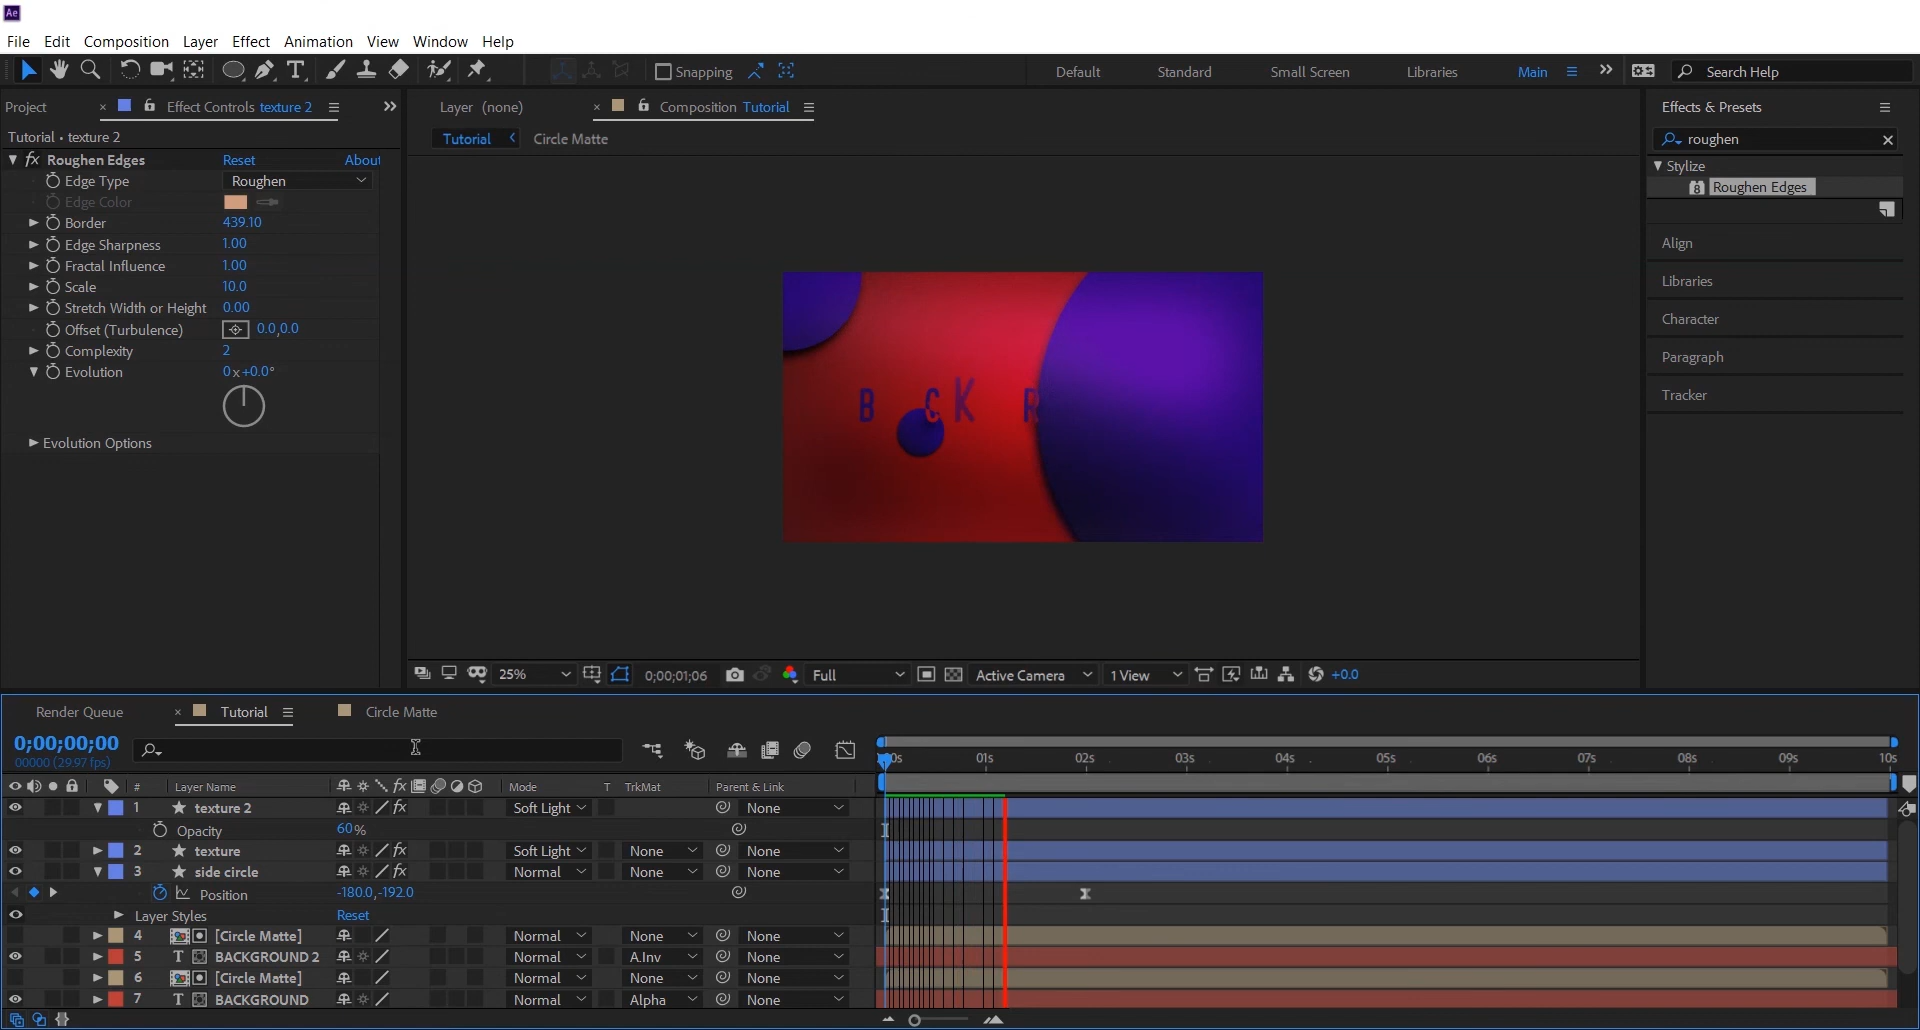 Ae
File Edit Composition Layer Effect Animation View Window Help
Snapping Default Standard Small Screen Libraries Main Search Help
Project Effect Controls texture 2
Layer (none) Composition Tutorial
Effects & Presets
Tutorial • texture 2
Tutorial Circle Matte
roughen
fx Roughen Edges Reset About
Stylize
Edge Type Roughen
Roughen Edges
Edge Color
Border 439.10
Edge Sharpness 1.00
Fractal Influence 1.00
Scale 10.0
Stretch Width or Height 0.00
Offset (Turbulence) 0.0,0.0
Complexity 2
Evolution 0x+0.0°
Evolution Options
Align
Libraries
Character
Paragraph
Tracker
B CK R
25% 0;00;01;06 Full Active Camera 1 View +0.0
Render Queue Tutorial Circle Matte
0;00;00;00
00000 (29.97 fps)
00s 01s 02s 03s 04s 05s 06s 07s 08s 09s 10s
# Layer Name fx Mode T TrkMat Parent & Link
1 texture 2 fx Soft Light None
Opacity 60%
2 texture fx Soft Light None None
3 side circle fx Normal None None
Position -180.0,-192.0
Layer Styles Reset
4 [Circle Matte] Normal None None
5 T BACKGROUND 2 Normal A.Inv None
6 [Circle Matte] Normal None None
7 T BACKGROUND Normal Alpha None